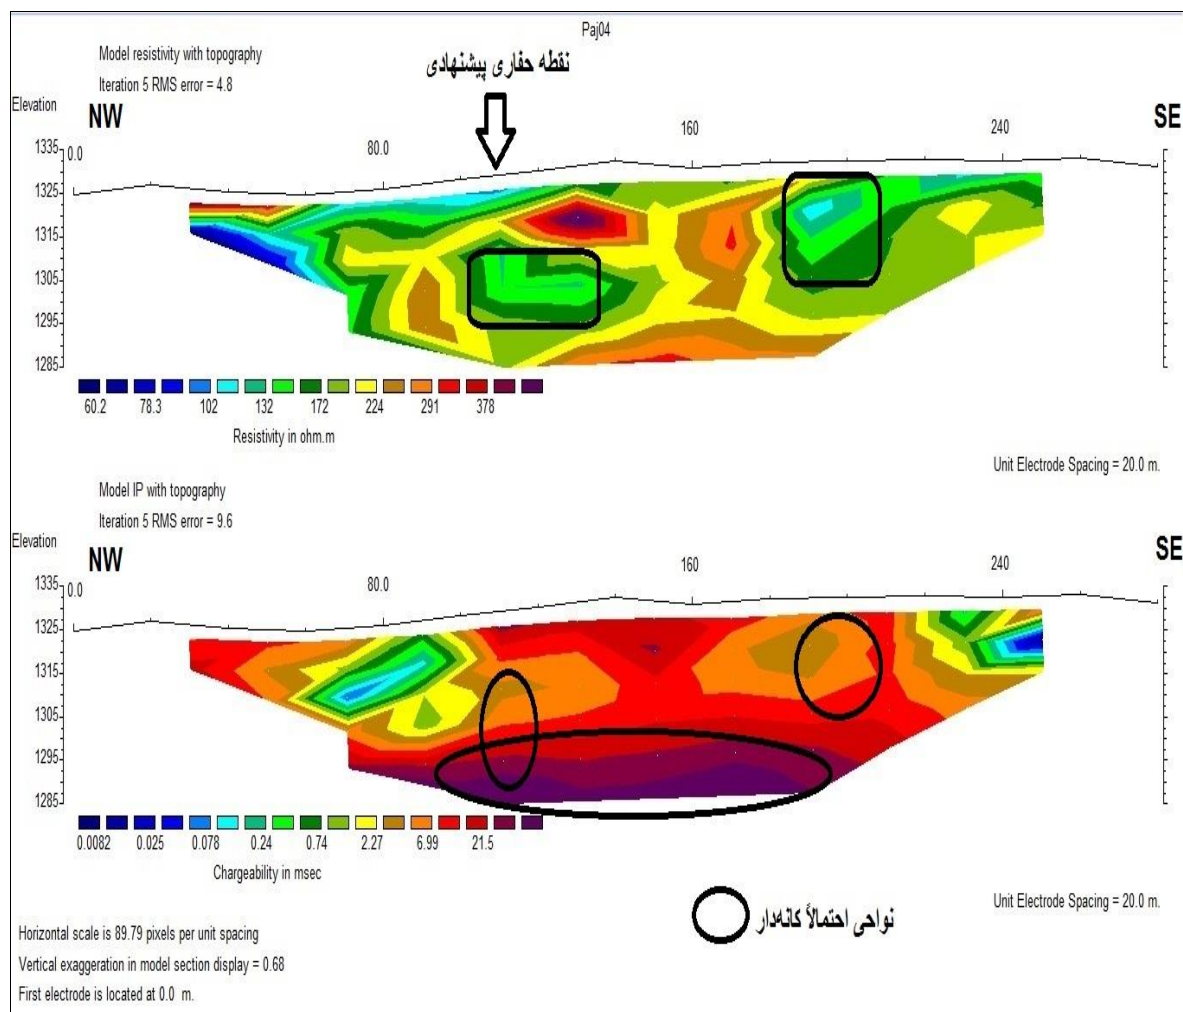 Paj04
Model resistivity with topography
Iteration 5 RMS error = 4.8
نقطه حفاری پیشنهادی
Elevation
NW
SE
0.0 80.0 160 240
1335
1325
1315
1305
1295
1285
60.2 78.3 102 132 172 224 291 378
Resistivity in ohm.m
Unit Electrode Spacing = 20.0 m.
Model IP with topography
Iteration 5 RMS error = 9.6
Elevation
NW
SE
0.0 80.0 160 240
1335
1325
1315
1305
1295
1285
0.0082 0.025 0.078 0.24 0.74 2.27 6.99 21.5
Chargeability in msec
Unit Electrode Spacing = 20.0 m.
نواحی احتمالاً کانه‌دار
Horizontal scale is 89.79 pixels per unit spacing
Vertical exaggeration in model section display = 0.68
First electrode is located at 0.0 m.